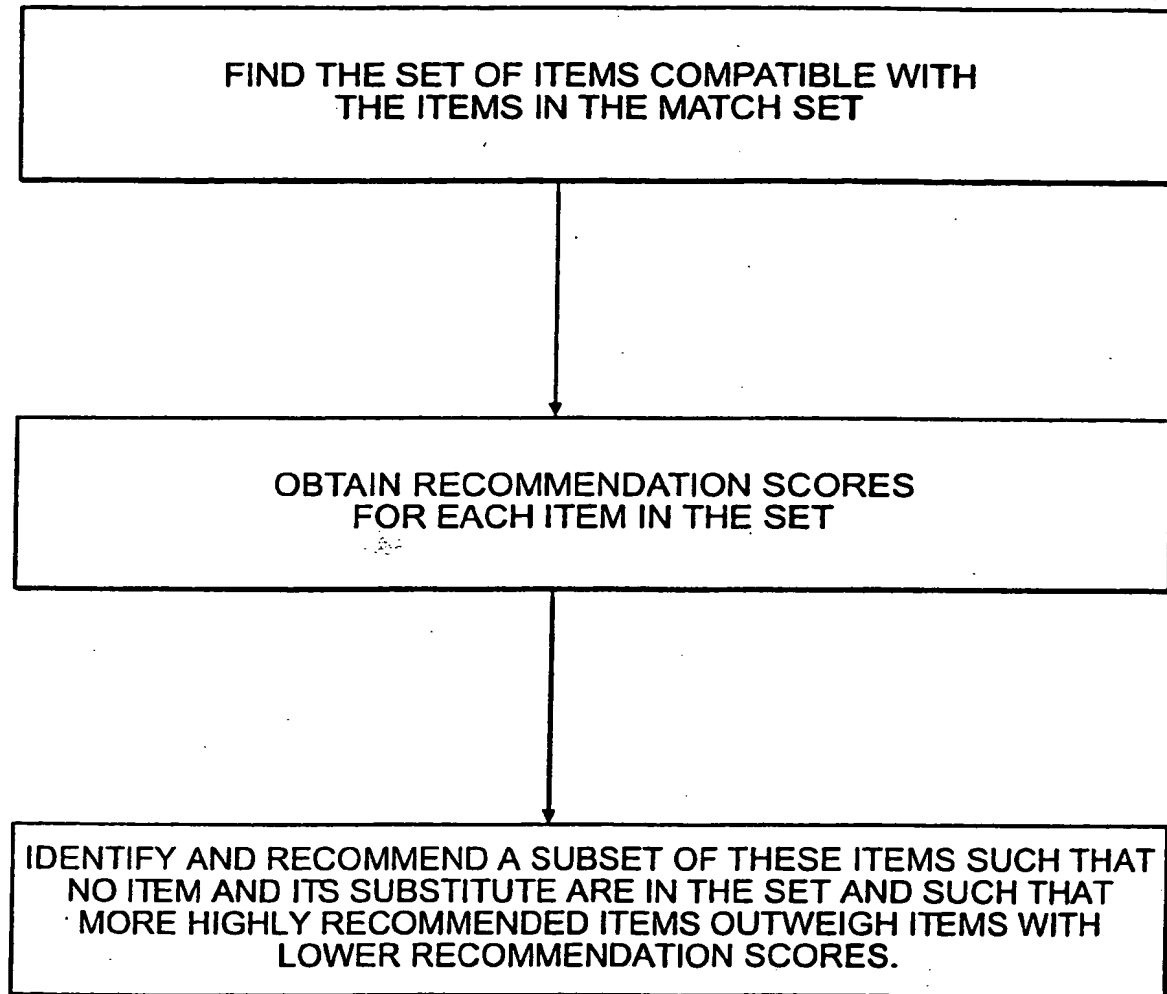 FIND THE SET OF ITEMS COMPATIBLE WITH
THE ITEMS IN THE MATCH SET
OBTAIN RECOMMENDATION SCORES
FOR EACH ITEM IN THE SET
IDENTIFY AND RECOMMEND A SUBSET OF THESE ITEMS SUCH THAT
NO ITEM AND ITS SUBSTITUTE ARE IN THE SET AND SUCH THAT
MORE HIGHLY RECOMMENDED ITEMS OUTWEIGH ITEMS WITH
LOWER RECOMMENDATION SCORES.